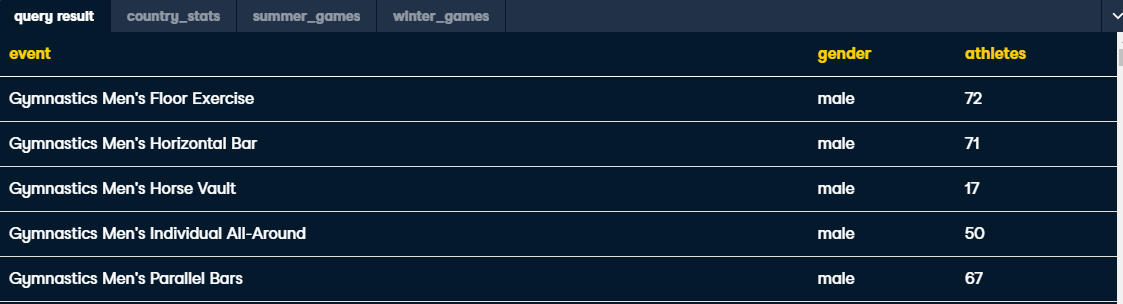 query result country_stats summer_games winter_games
event gender athletes
Gymnastics Men's Floor Exercise male 72
Gymnastics Men's Horizontal Bar male 71
Gymnastics Men's Horse Vault male 17
Gymnastics Men's Individual All-Around male 50
Gymnastics Men's Parallel Bars male 67